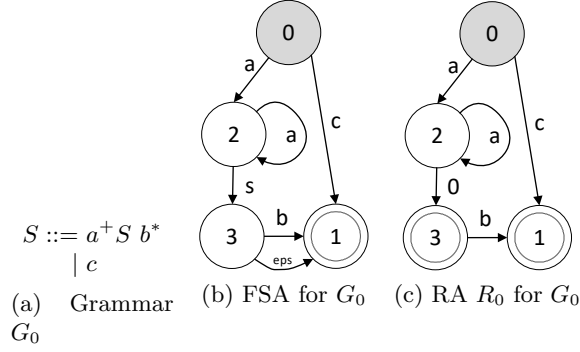 0
a
c
2
a
s
3
b
1
eps
0
a
c
2
a
0
3
b
1
S ::= a⁺S b*
| c
(a) Grammar
G₀
(b) FSA for G₀
(c) RA R₀ for G₀